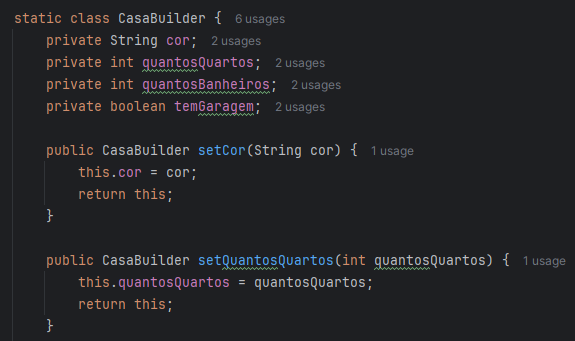 static class CasaBuilder { 6 usages
private String cor; 2 usages
private int quantosQuartos; 2 usages
private int quantosBanheiros; 2 usages
private boolean temGaragem; 2 usages
public CasaBuilder setCor(String cor) { 1 usage
this.cor = cor;
return this;
}
public CasaBuilder setQuantosQuartos(int quantosQuartos) { 1 usage
this.quantosQuartos = quantosQuartos;
return this;
}